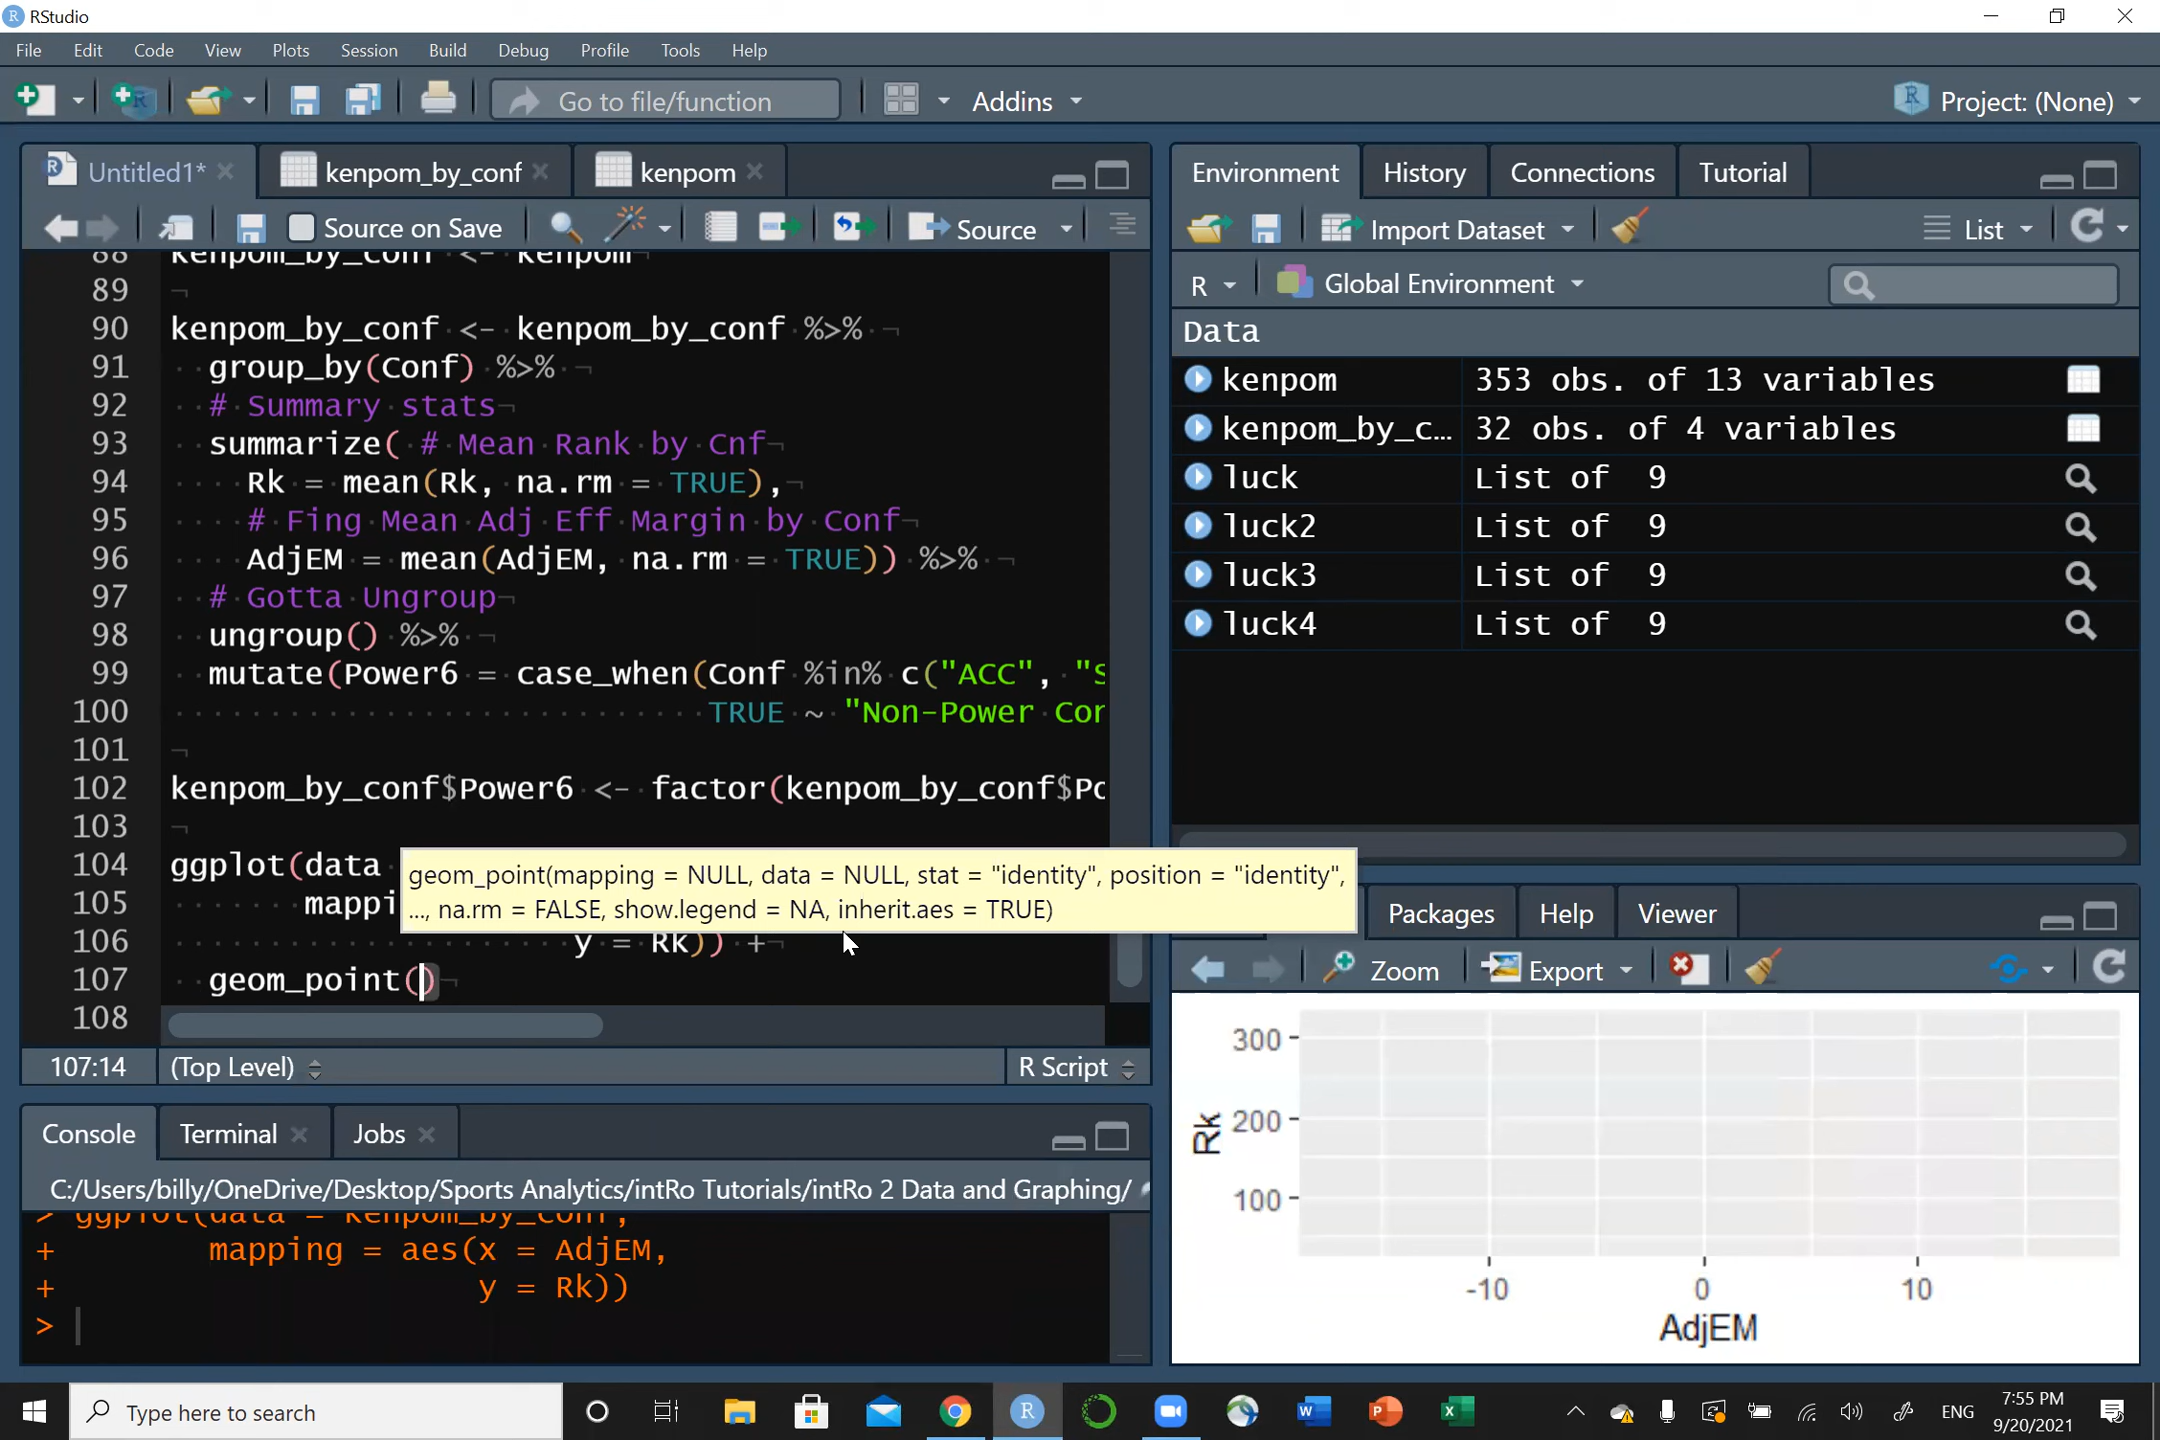 RStudio
File Edit Code View Plots Session Build Debug Profile Tools Help
Go to file/function Addins Project: (None)
Untitled1* kenpom_by_conf kenpom
Source on Save Source
88 kenpom_by_conf <- kenpom
89
90 kenpom_by_conf <- kenpom_by_conf %>%
91 group_by(Conf) %>%
92 # Summary stats
93 summarize( # Mean Rank by Cnf
94 Rk = mean(Rk, na.rm = TRUE),
95 # Fing Mean Adj Eff Margin by Conf
96 AdjEM = mean(AdjEM, na.rm = TRUE)) %>%
97 # Gotta Ungroup
98 ungroup() %>%
99 mutate(Power6 = case_when(Conf %in% c("ACC", "S
100 TRUE ~ "Non-Power Con
101
102 kenpom_by_conf$Power6 <- factor(kenpom_by_conf$Po
103
104 ggplot(data
105 mappi
106 y = Rk)) +
107 geom_point()
108
geom_point(mapping = NULL, data = NULL, stat = "identity", position = "identity",
..., na.rm = FALSE, show.legend = NA, inherit.aes = TRUE)
107:14 (Top Level) R Script
Console Terminal Jobs
C:/Users/billy/OneDrive/Desktop/Sports Analytics/intRo Tutorials/intRo 2 Data and Graphing/
> ggplot(data = kenpom_by_conf,
+ mapping = aes(x = AdjEM,
+ y = Rk))
>
Environment History Connections Tutorial
Import Dataset List
R Global Environment
Data
kenpom 353 obs. of 13 variables
kenpom_by_c… 32 obs. of 4 variables
luck List of 9
luck2 List of 9
luck3 List of 9
luck4 List of 9
Packages Help Viewer
Zoom Export
300
200
100
Rk
-10 0 10
AdjEM
Type here to search
ENG
7:55 PM
9/20/2021